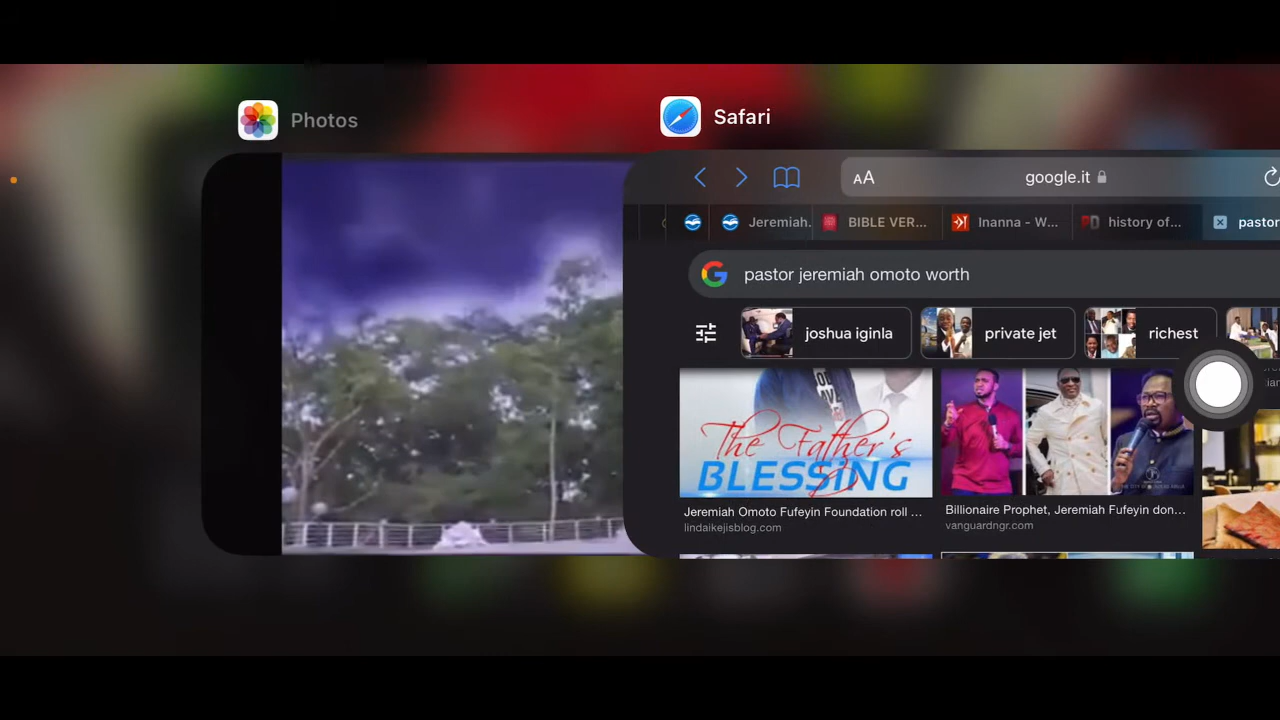 Photos
Safari
AA
google.it
Jeremiah.
BIBLE VER...
Inanna - W...
history of...
pastor
pastor jeremiah omoto worth
joshua iginla
private jet
richest
The Father's
BLESSING
Jeremiah Omoto Fufeyin Foundation roll ...
lindaikejisblog.com
Billionaire Prophet, Jeremiah Fufeyin don...
vanguardngr.com